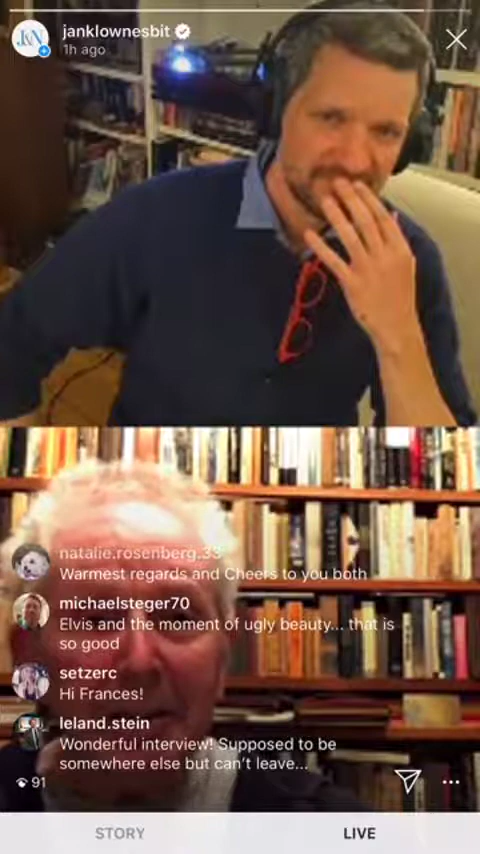 J&N
janklownesbit
1h ago
natalie.rosenberg.33
Warmest regards and Cheers to you both
michaelsteger70
Elvis and the moment of ugly beauty... that is
so good
setzerc
Hi Frances!
leland.stein
Wonderful interview! Supposed to be
somewhere else but can't leave...
91
STORY
LIVE